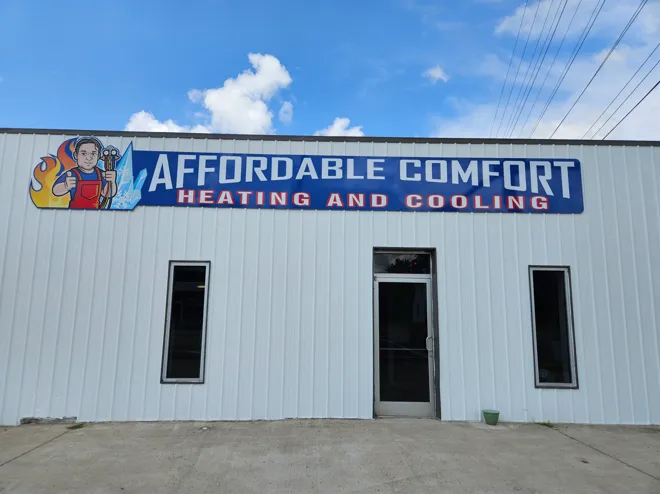 AFFORDABLE COMFORT
HEATING AND COOLING